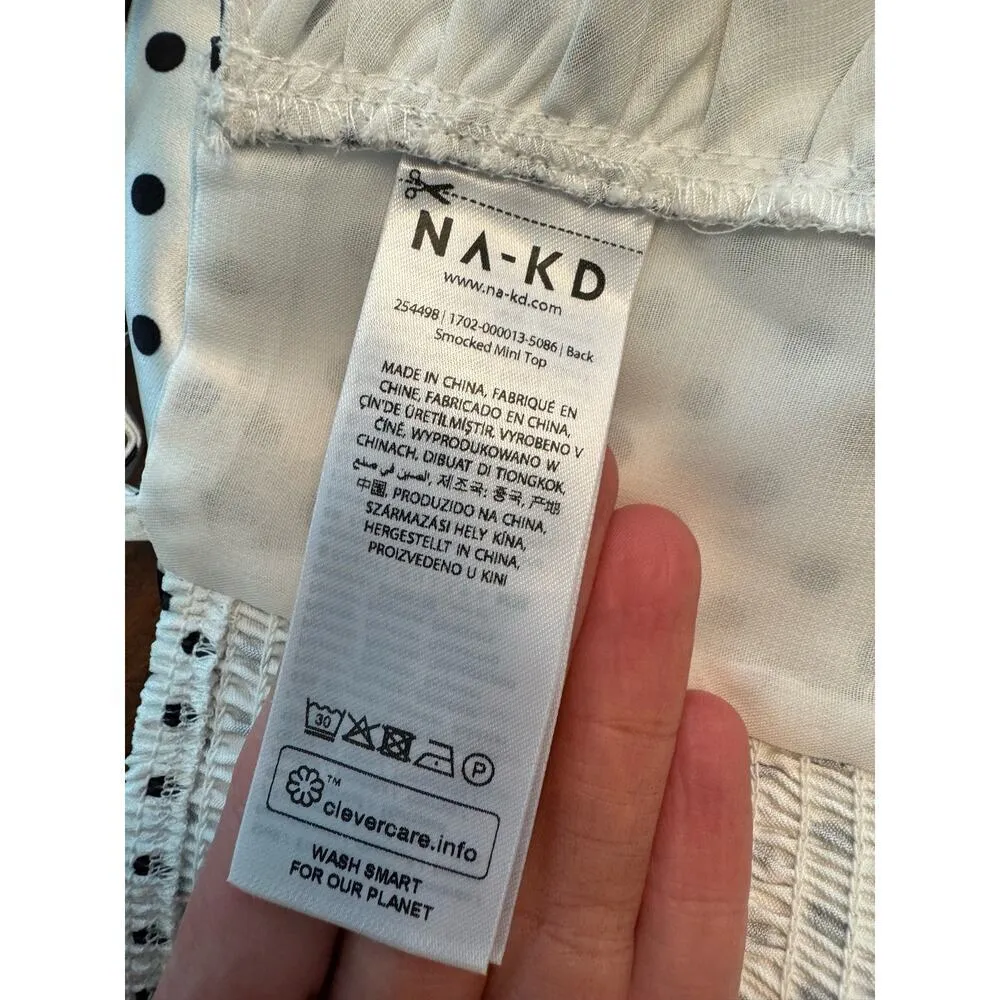 NA-KD
www.na-kd.com
254498 | 1702-000013-5086 | Back
Smocked Mini Top
MADE IN CHINA, FABRIQUÉ EN
CHINE, FABRICADO EN CHINA,
ÇİN'DE ÜRETİLMİŞTİR, VYROBENO V
ČÍNĚ, WYPRODUKOWANO W
CHINACH, DIBUAT DI TIONGKOK,
الصين في صنع, 제조국: 중국, 产地
中国, PRODUZIDO NA CHINA,
SZÁRMAZÁSI HELY KÍNA,
HERGESTELLT IN CHINA,
PROIZVEDENO U KINI
30
P
™
clevercare.info
WASH SMART
FOR OUR PLANET